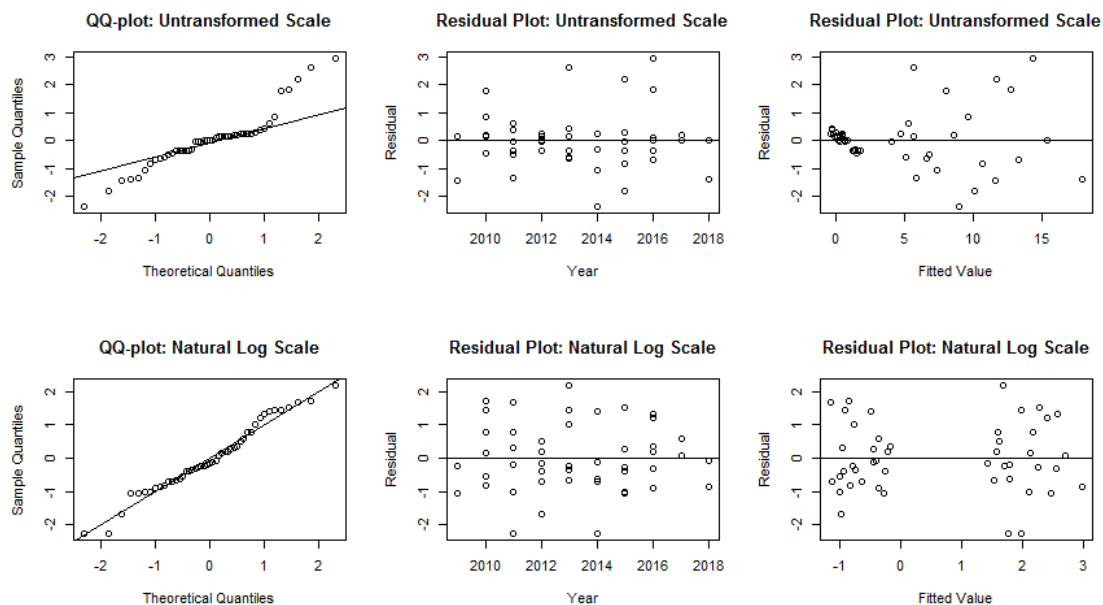 QQ-plot: Untransformed Scale
Sample Quantiles
3
2
1
0
-1
-2
-2 -1 0 1 2
Theoretical Quantiles
Residual Plot: Untransformed Scale
Residual
3
2
1
0
-1
-2
2010 2012 2014 2016 2018
Year
Residual Plot: Untransformed Scale
Residual
3
2
1
0
-1
-2
0 5 10 15
Fitted Value
QQ-plot: Natural Log Scale
Sample Quantiles
2
1
0
-1
-2
-2 -1 0 1 2
Theoretical Quantiles
Residual Plot: Natural Log Scale
Residual
2
1
0
-1
-2
2010 2012 2014 2016 2018
Year
Residual Plot: Natural Log Scale
Residual
2
1
0
-1
-2
-1 0 1 2 3
Fitted Value